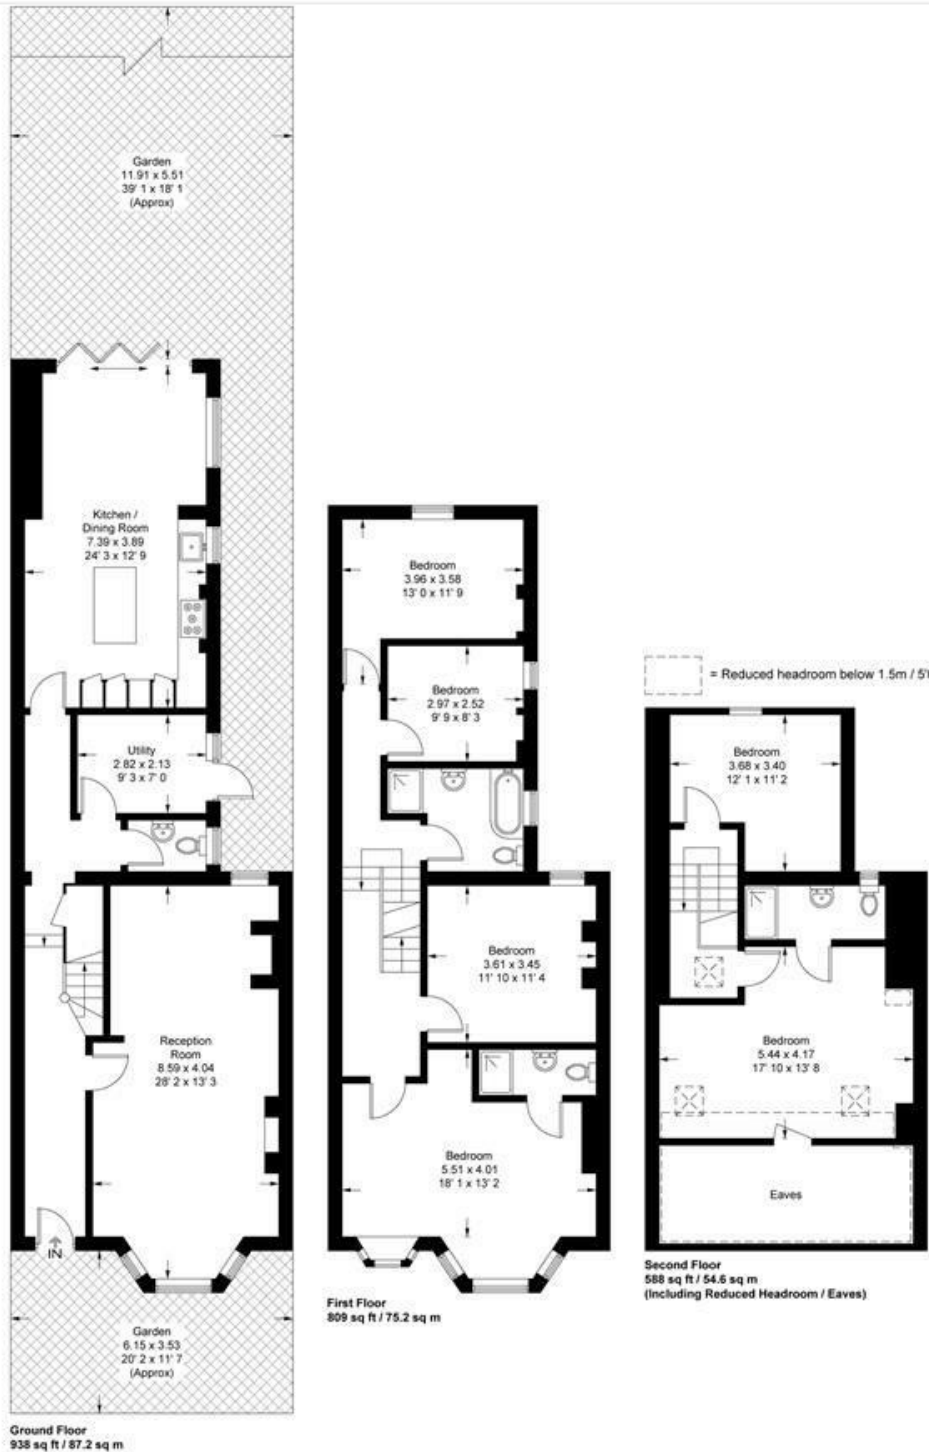 Garden
11.91 x 5.51
39' 1 x 18' 1
(Approx)
Kitchen /
Dining Room
7.39 x 3.89
24' 3 x 12' 9
Utility
2.82 x 2.13
9' 3 x 7' 0
Reception
Room
8.59 x 4.04
28' 2 x 13' 3
IN
Garden
6.15 x 3.53
20' 2 x 11' 7
(Approx)
Ground Floor
938 sq ft / 87.2 sq m
Bedroom
3.96 x 3.58
13' 0 x 11' 9
Bedroom
2.97 x 2.52
9' 9 x 8' 3
Bedroom
3.61 x 3.45
11' 10 x 11' 4
Bedroom
5.51 x 4.01
18' 1 x 13' 2
First Floor
809 sq ft / 75.2 sq m
= Reduced headroom below 1.5m / 5'
Bedroom
3.68 x 3.40
12' 1 x 11' 2
Bedroom
5.44 x 4.17
17' 10 x 13' 8
Eaves
Second Floor
588 sq ft / 54.6 sq m
(Including Reduced Headroom / Eaves)